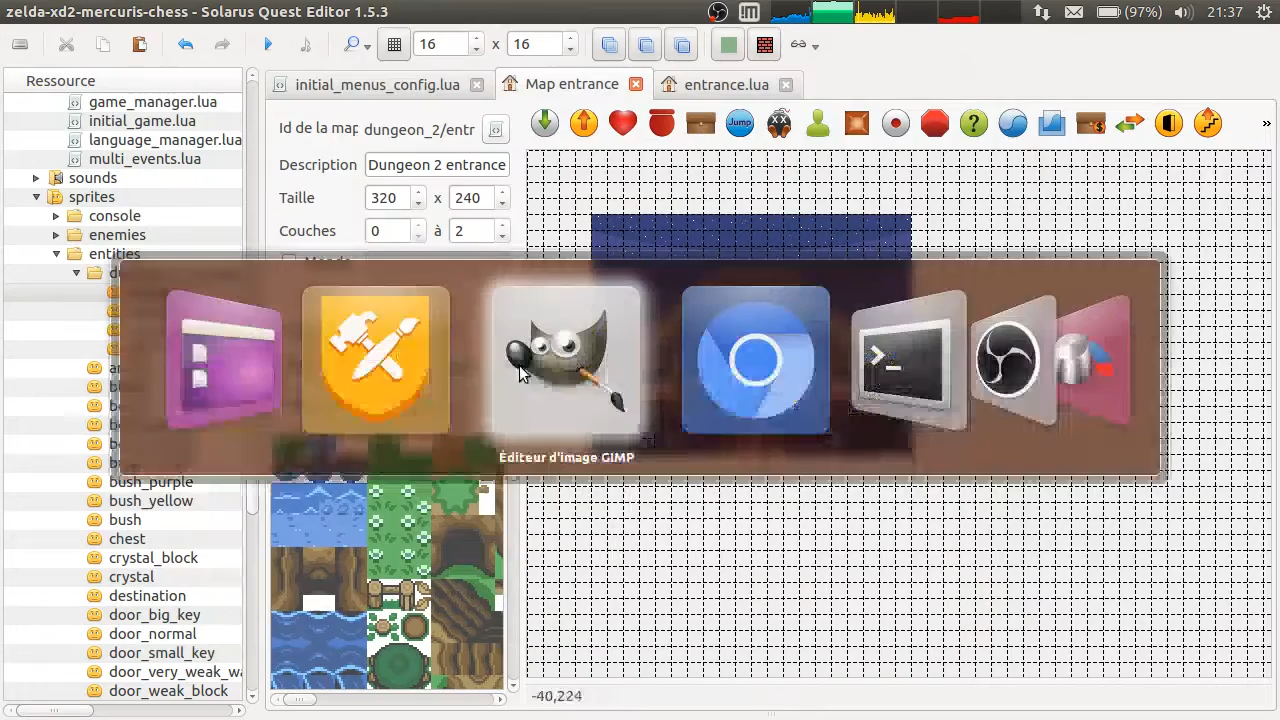 zelda-xd2-mercuris-chess - Solarus Quest Editor 1.5.3
(97%)
21:37
16 x 16
Ressource
initial_menus_config.lua
Map entrance
entrance.lua
game_manager.lua
initial_game.lua
language_manager.lua
multi_events.lua
sounds
sprites
console
enemies
entities
Id de la map dungeon_2/entr
Description Dungeon 2 entrance
Taille 320 x 240
Couches 0 à 2
Jump
»
Éditeur d'image GIMP
bush_purple
bush_yellow
bush
chest
crystal_block
crystal
destination
door_big_key
door_normal
door_small_key
door_very_weak_wa
door_weak_block
-40,224